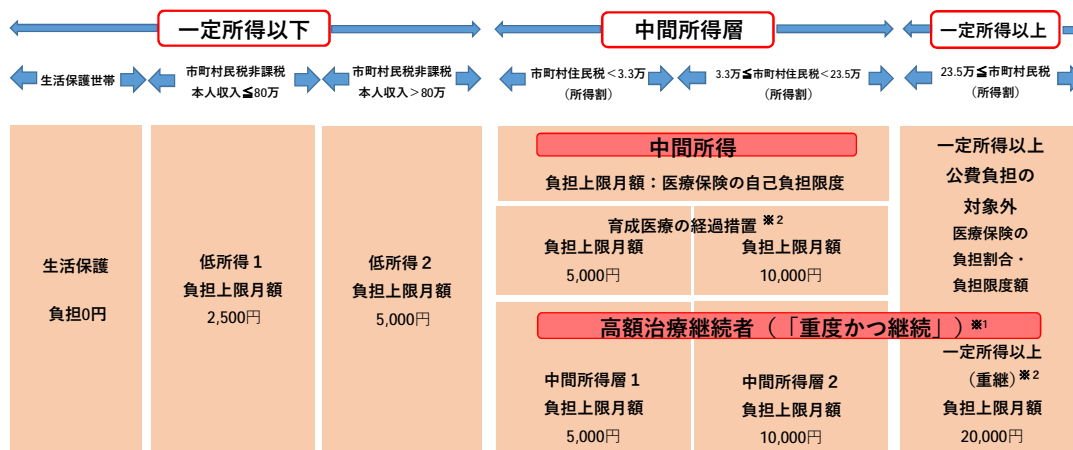 一定所得以下
中間所得層
一定所得以上
生活保護世帯
市町村民税非課税
本人収入≦80万
市町村民税非課税
本人収入＞80万
市町村住民税＜3.3万
（所得割）
3.3万≦市町村住民税＜23.5万
（所得割）
23.5万≦市町村民税
（所得割）
生活保護
負担0円
低所得１
負担上限月額
2,500円
低所得２
負担上限月額
5,000円
中間所得
負担上限月額：医療保険の自己負担限度
育成医療の経過措置 ※2
負担上限月額
5,000円
負担上限月額
10,000円
高額治療継続者（「重度かつ継続」）※1
中間所得層１
負担上限月額
5,000円
中間所得層２
負担上限月額
10,000円
一定所得以上
公費負担の
対象外
医療保険の
負担割合・
負担限度額
一定所得以上
（重継）※2
負担上限月額
20,000円